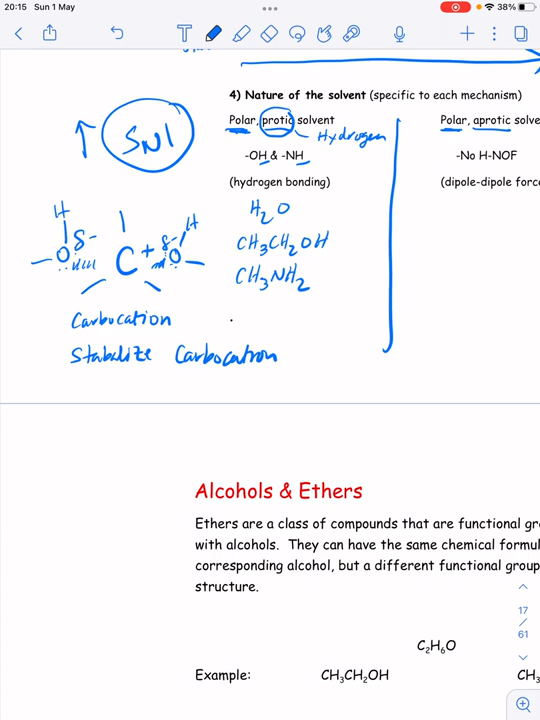 20:15 Sun 1 May
38%
4) Nature of the solvent (specific to each mechanism)
Polar, protic solvent
Hydrogen
-OH & -NH
(hydrogen bonding)
H2O
CH3CH2OH
CH3NH2
Polar, aprotic solve
-No H-NOF
(dipole-dipole forc
↑ SN1
H
H
δ-
δ-
O
C+
O
Carbocation
Stabalize Carbocation
Alcohols & Ethers
Ethers are a class of compounds that are functional gr
with alcohols. They can have the same chemical formul
corresponding alcohol, but a different functional group
structure.
17
/
61
C₂H₆O
Example: CH₃CH₂OH CH₃